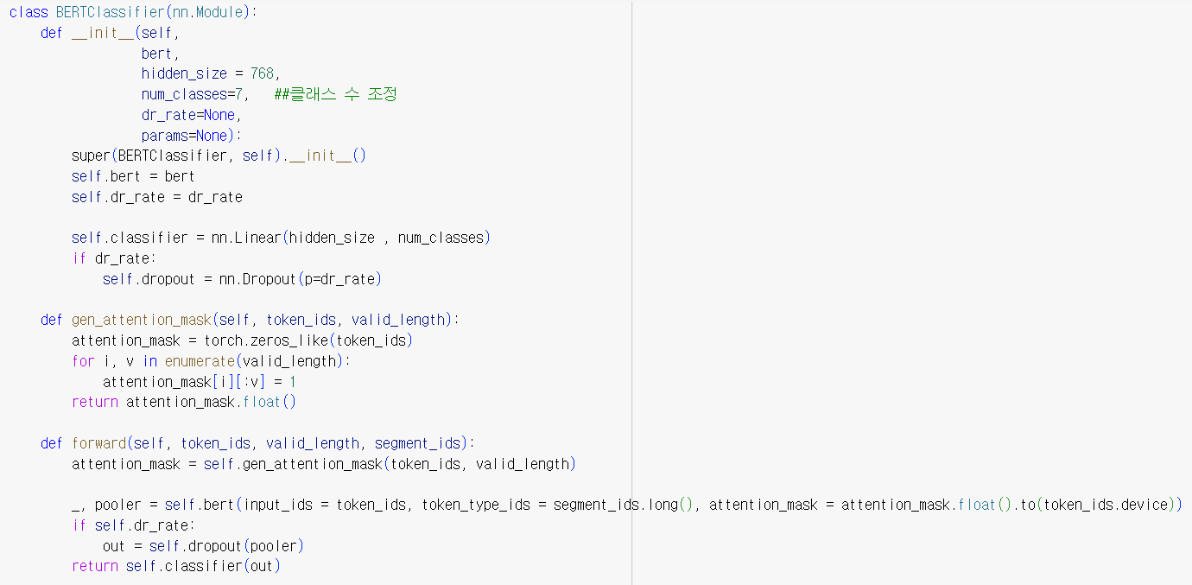 class BERTClassifier(nn.Module):
    def __init__(self,
                 bert,
                 hidden_size = 768,
                 num_classes=7,   ##클래스 수 조정
                 dr_rate=None,
                 params=None):
        super(BERTClassifier, self).__init__()
        self.bert = bert
        self.dr_rate = dr_rate

        self.classifier = nn.Linear(hidden_size , num_classes)
        if dr_rate:
            self.dropout = nn.Dropout(p=dr_rate)

    def gen_attention_mask(self, token_ids, valid_length):
        attention_mask = torch.zeros_like(token_ids)
        for i, v in enumerate(valid_length):
            attention_mask[i][:v] = 1
        return attention_mask.float()

    def forward(self, token_ids, valid_length, segment_ids):
        attention_mask = self.gen_attention_mask(token_ids, valid_length)

        _, pooler = self.bert(input_ids = token_ids, token_type_ids = segment_ids.long(), attention_mask = attention_mask.float().to(token_ids.device))
        if self.dr_rate:
            out = self.dropout(pooler)
        return self.classifier(out)